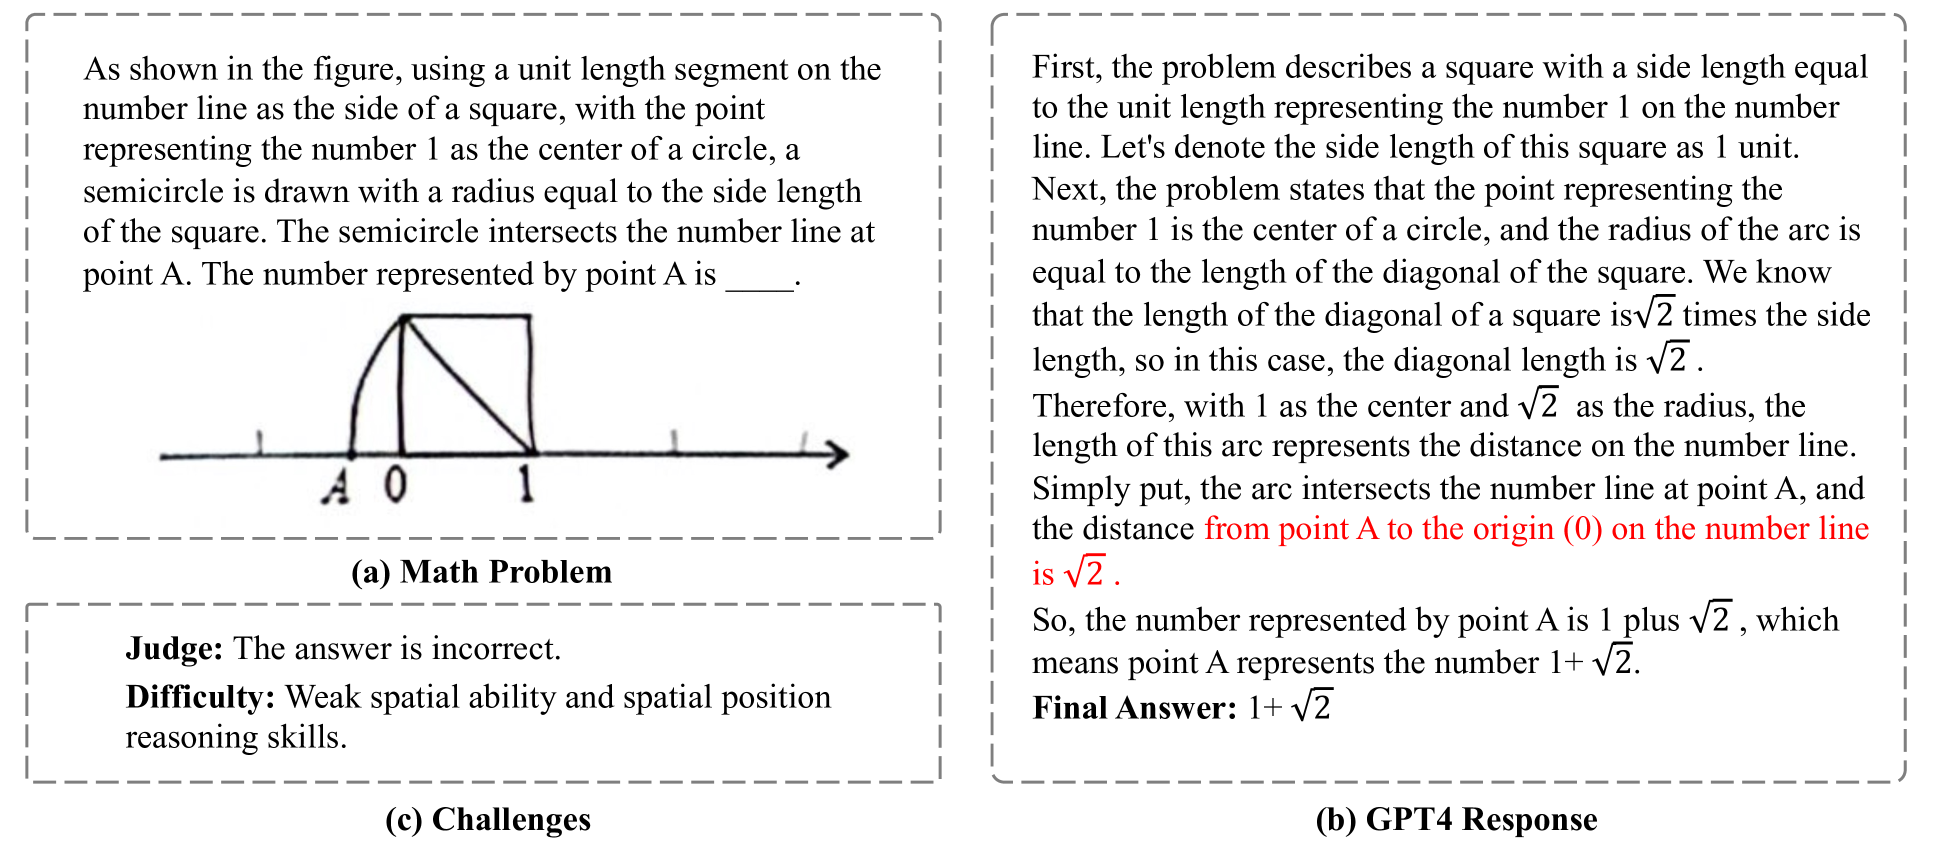 As shown in the figure, using a unit length segment on the
number line as the side of a square, with the point
representing the number 1 as the center of a circle, a
semicircle is drawn with a radius equal to the side length
of the square. The semicircle intersects the number line at
point A. The number represented by point A is ____.
A 0 1
(a) Math Problem
Judge: The answer is incorrect.
Difficulty: Weak spatial ability and spatial position
reasoning skills.
(c) Challenges
First, the problem describes a square with a side length equal
to the unit length representing the number 1 on the number
line. Let's denote the side length of this square as 1 unit.
Next, the problem states that the point representing the
number 1 is the center of a circle, and the radius of the arc is
equal to the length of the diagonal of the square. We know
that the length of the diagonal of a square is√2 times the side
length, so in this case, the diagonal length is √2 .
Therefore, with 1 as the center and √2 as the radius, the
length of this arc represents the distance on the number line.
Simply put, the arc intersects the number line at point A, and
the distance from point A to the origin (0) on the number line
is √2 .
So, the number represented by point A is 1 plus √2 , which
means point A represents the number 1+ √2.
Final Answer: 1+ √2
(b) GPT4 Response